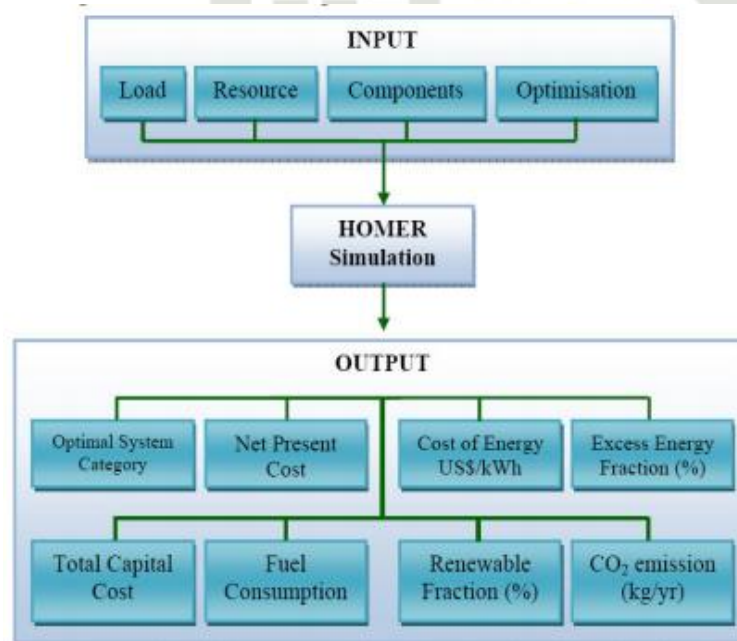 INPUT
Load
Resource
Components
Optimisation
HOMER
Simulation
OUTPUT
Optimal System
Category
Net Present
Cost
Cost of Energy
US$/kWh
Excess Energy
Fraction (%)
Total Capital
Cost
Fuel
Consumption
Renewable
Fraction (%)
CO₂ emission
(kg/yr)